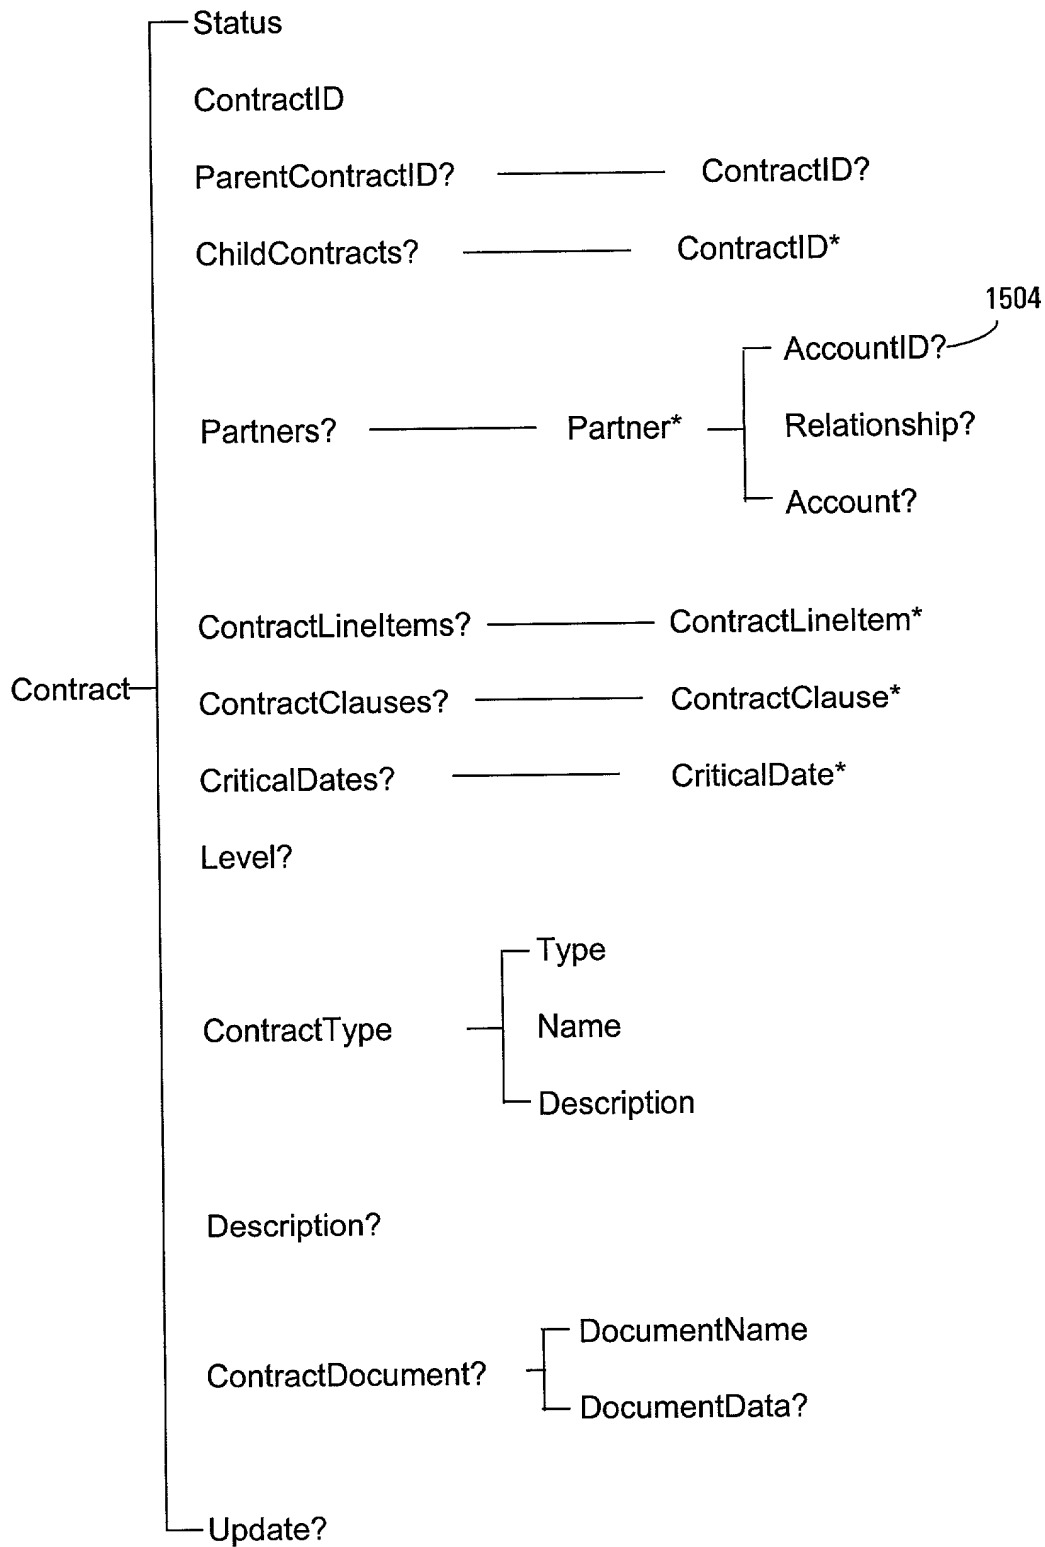 Status
ContractID
ParentContractID? ContractID?
ChildContracts? ContractID*
1504
AccountID?
Partners? Partner* Relationship?
Account?
ContractLineItems? ContractLineItem*
Contract
ContractClauses? ContractClause*
CriticalDates? CriticalDate*
Level?
Type
ContractType Name
Description
Description?
DocumentName
ContractDocument?
DocumentData?
Update?